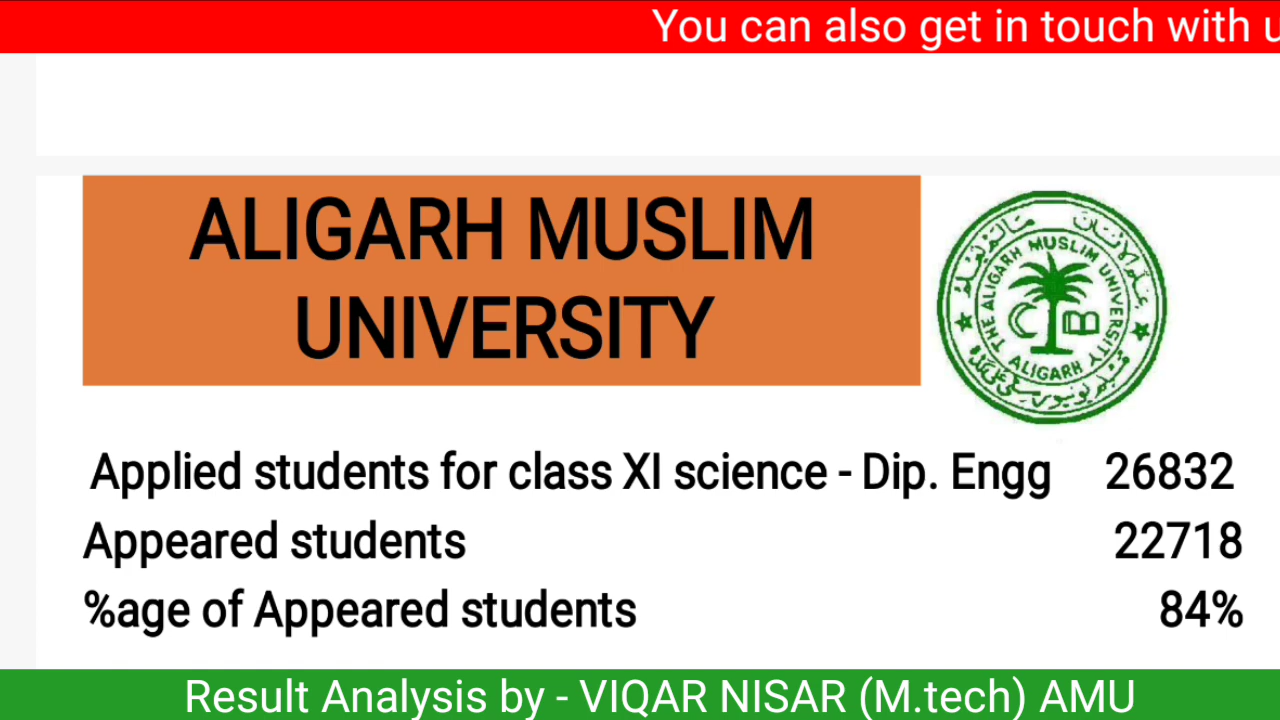 You can also get in touch with u
ALIGARH MUSLIM
UNIVERSITY
THE ALIGARH MUSLIM UNIVERSITY
ALIGARH
Applied students for class XI science - Dip. Engg 26832
Appeared students 22718
%age of Appeared students 84%
Result Analysis by - VIQAR NISAR (M.tech) AMU